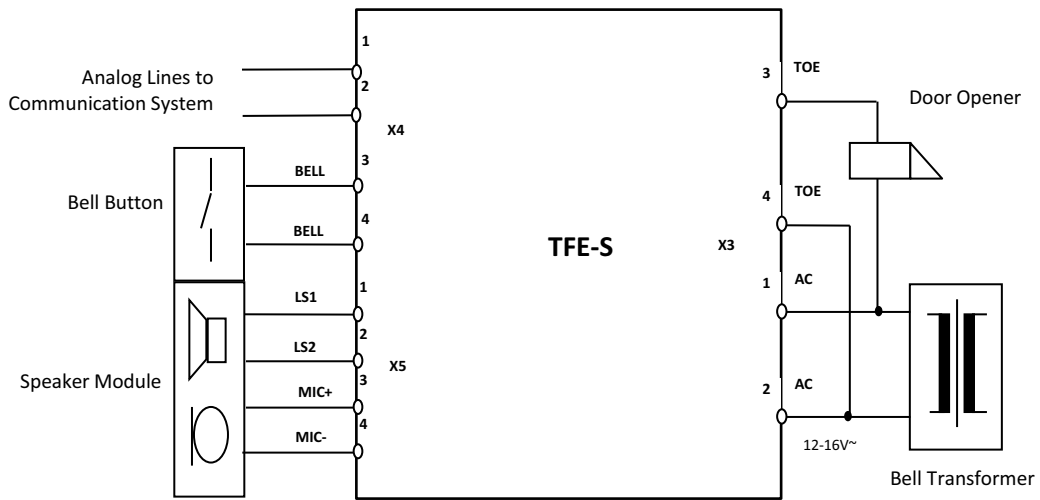 1
Analog Lines to
Communication System
2
X4
3
BELL
Bell Button
4
BELL
1
LS1
2
LS2
X5
Speaker Module
3
MIC+
4
MIC-
TFE-S
3 TOE
Door Opener
4 TOE
X3
1 AC
2 AC
12-16V~
Bell Transformer